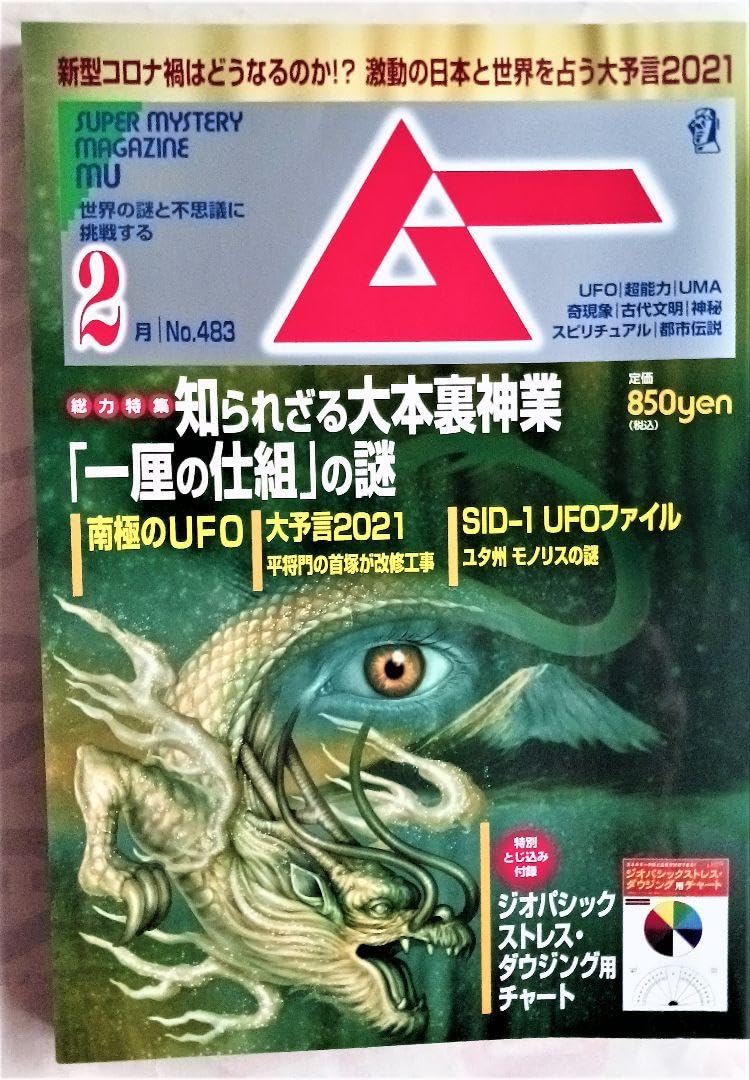 新型コロナ禍はどうなるのか!? 激動の日本と世界を占う大予言2021
SUPER MYSTERY
MAGAZINE
MU
世界の謎と不思議に
挑戦する
2月 No.483
ムー
UFO|超能力|UMA
奇現象|古代文明|神秘
スピリチュアル|都市伝説
定価
850yen
(税込)
総力特集 知られざる大本裏神業
「一厘の仕組」の謎
南極のUFO
大予言2021
平将門の首塚が改修工事
SID-1 UFOファイル
ユタ州 モノリスの謎
特別
とじ込み
付録
ジオパシック
ストレス・
ダウジング用
チャート
ジオパシックストレス・
ダウジング用チャート